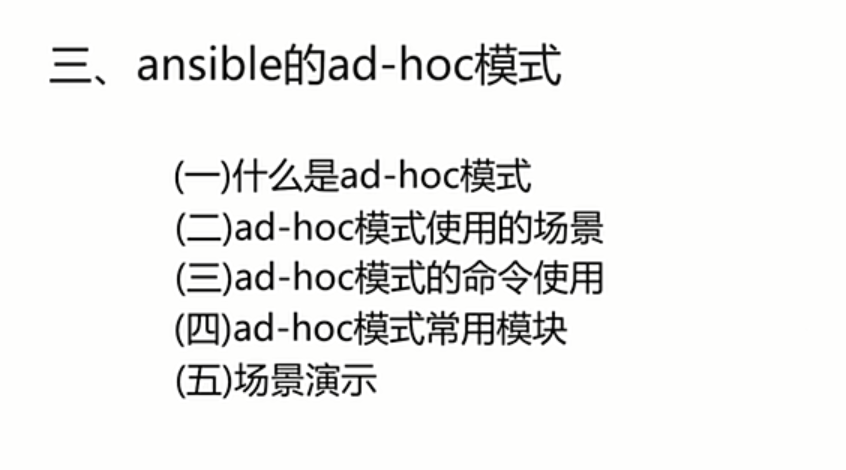 三、ansible的ad-hoc模式
(一)什么是ad-hoc模式
(二)ad-hoc模式使用的场景
(三)ad-hoc模式的命令使用
(四)ad-hoc模式常用模块
(五)场景演示